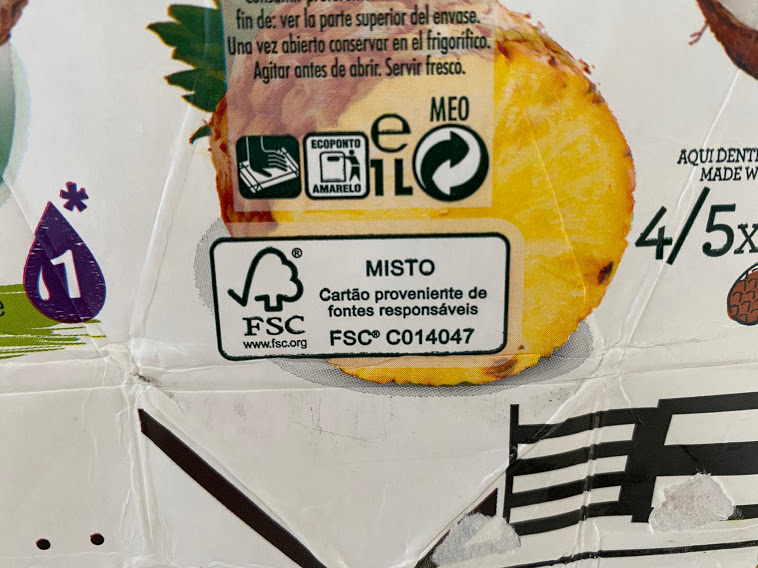 fin de: ver la parte superior del envase.
Una vez abierto conservar en el frigorífico.
Agitar antes de abrir. Servir fresco.
MEO
ECOPONTO
AMARELO
e
1L
AQUI
MADE
4/5x
*
1
MISTO
Cartão proveniente de
fontes responsáveis
FSC® C014047
®
FSC
www.fsc.org